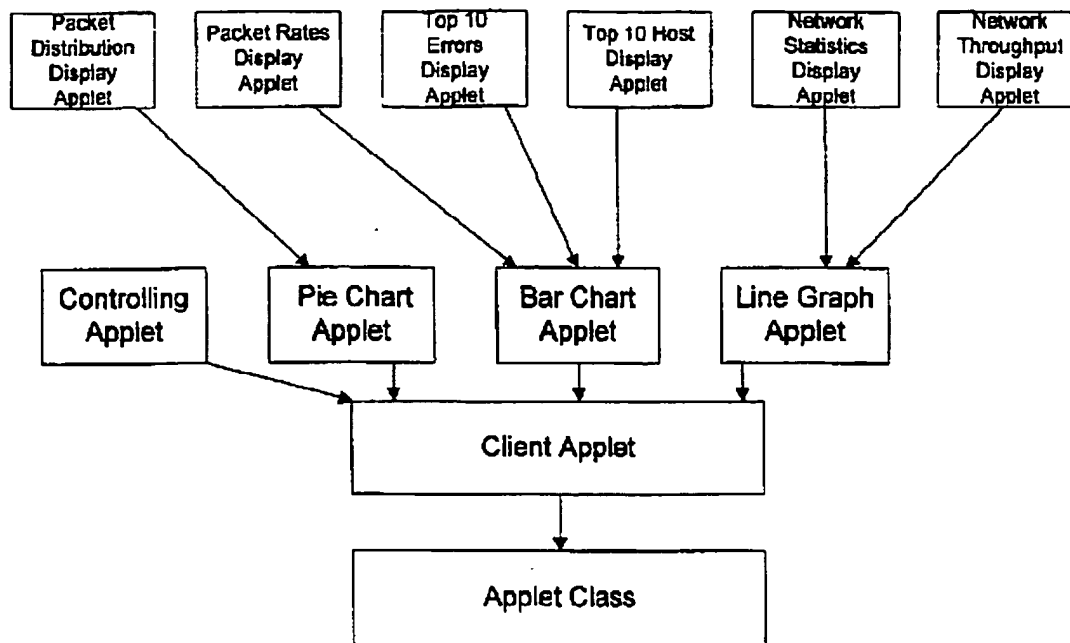 Packet
Distribution
Display
Applet
Packet Rates
Display
Applet
Top 10
Errors
Display
Applet
Top 10 Host
Display
Applet
Network
Statistics
Display
Applet
Network
Throughput
Display
Applet
Controlling
Applet
Pie Chart
Applet
Bar Chart
Applet
Line Graph
Applet
Client Applet
Applet Class